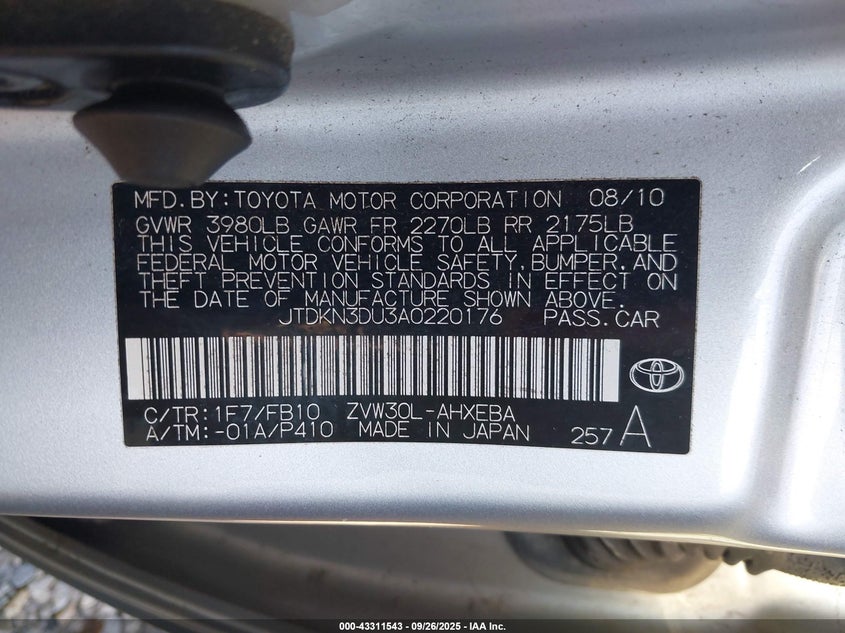 MFD.BY:TOYOTA MOTOR CORPORATION 08/10
GVWR 3980LB GAWR FR 2270LB RR 2175LB
THIS VEHICLE CONFORMS TO ALL APPLICABLE
FEDERAL MOTOR VEHICLE SAFETY,BUMPER,AND
THEFT PREVENTION STANDARDS IN EFFECT ON
THE DATE OF MANUFACTURE SHOWN ABOVE.
JTDKN3DU3A0220176 PASS.CAR
C/TR:1F7/FB10 ZVW30L-AHXEBA
A/TM:-01A/P410 MADE IN JAPAN 257A
000-43311543 - 09/26/2025 - IAA Inc.